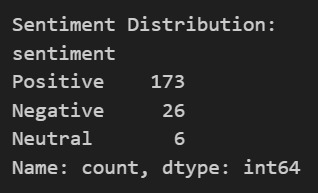 Sentiment Distribution:
sentiment
Positive    173
Negative     26
Neutral       6
Name: count, dtype: int64